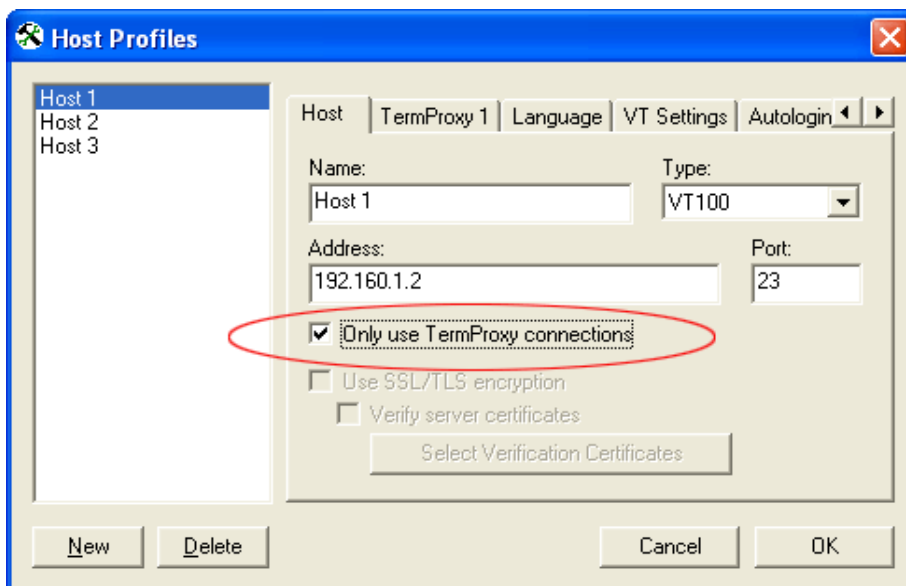 Host Profiles
Host 1
Host 2
Host 3
Host TermProxy 1 Language VT Settings Autologin
Name: Type:
Host 1 VT100
Address: Port:
192.160.1.2 23
Only use TermProxy connections
Use SSL/TLS encryption
Verify server certificates
Select Verification Certificates
New Delete Cancel OK